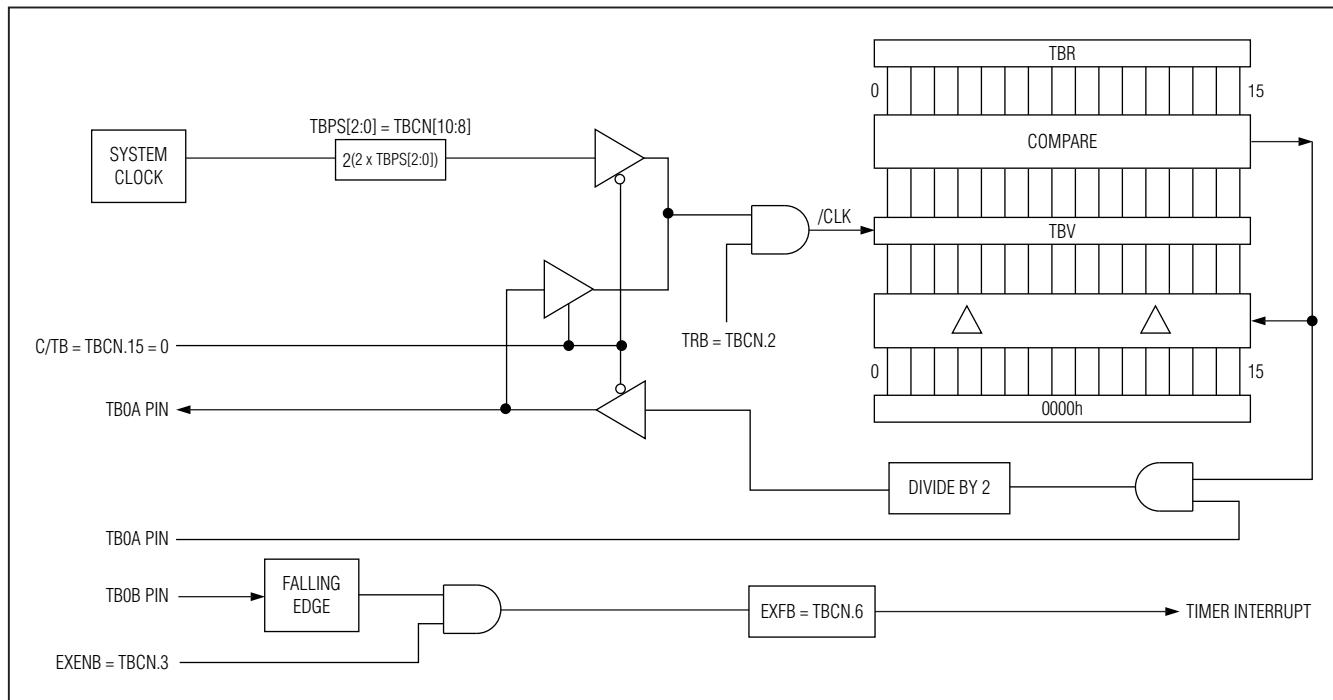 TBR
0
15
TBPS[2:0] = TBCN[10:8]
SYSTEM
CLOCK
2(2 x TBPS[2:0])
COMPARE
/CLK
TBV
C/TB = TBCN.15 = 0
TRB = TBCN.2
0
15
TB0A PIN
0000h
DIVIDE BY 2
TB0A PIN
TB0B PIN
FALLING
EDGE
EXFB = TBCN.6
TIMER INTERRUPT
EXENB = TBCN.3